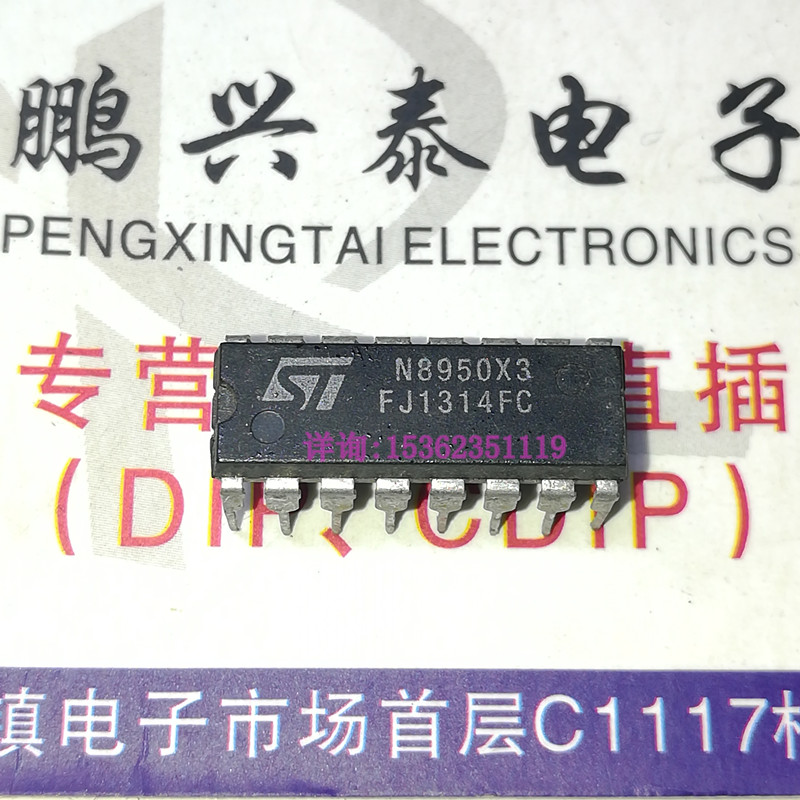 鹏兴泰电子
PENGXINGTAI ELECTRONICS
专营 直插
ST N8950X3
FJ1314FC
详询:15362351119
(DIP、CDIP)
镇电子市场首层C1117